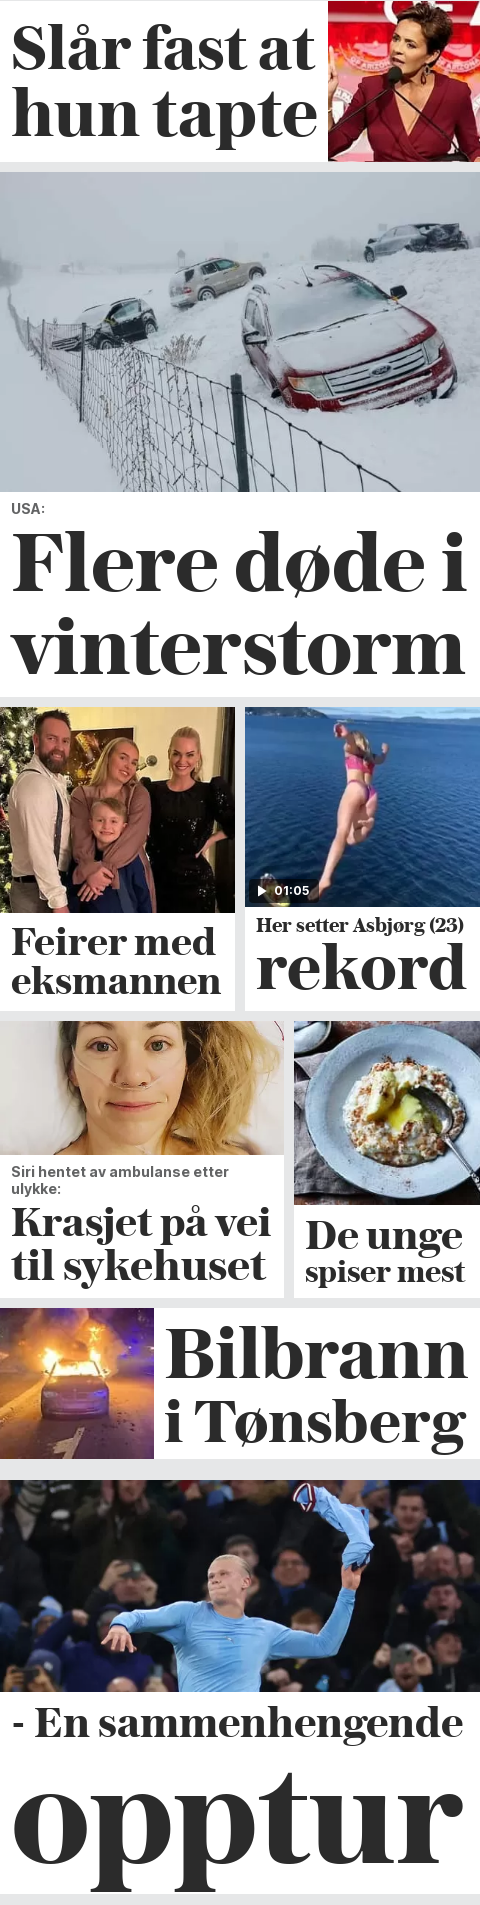 Slår fast at
hun tapte
USA:
Flere døde i
vinterstorm
Feirer med
eksmannen
01:05
Her setter Asbjørg (23)
rekord
Siri hentet av ambulanse etter
ulykke:
Krasjet på vei
til sykehuset
De unge
spiser mest
Bilbrann
i Tønsberg
- En sammenhengende
opptur